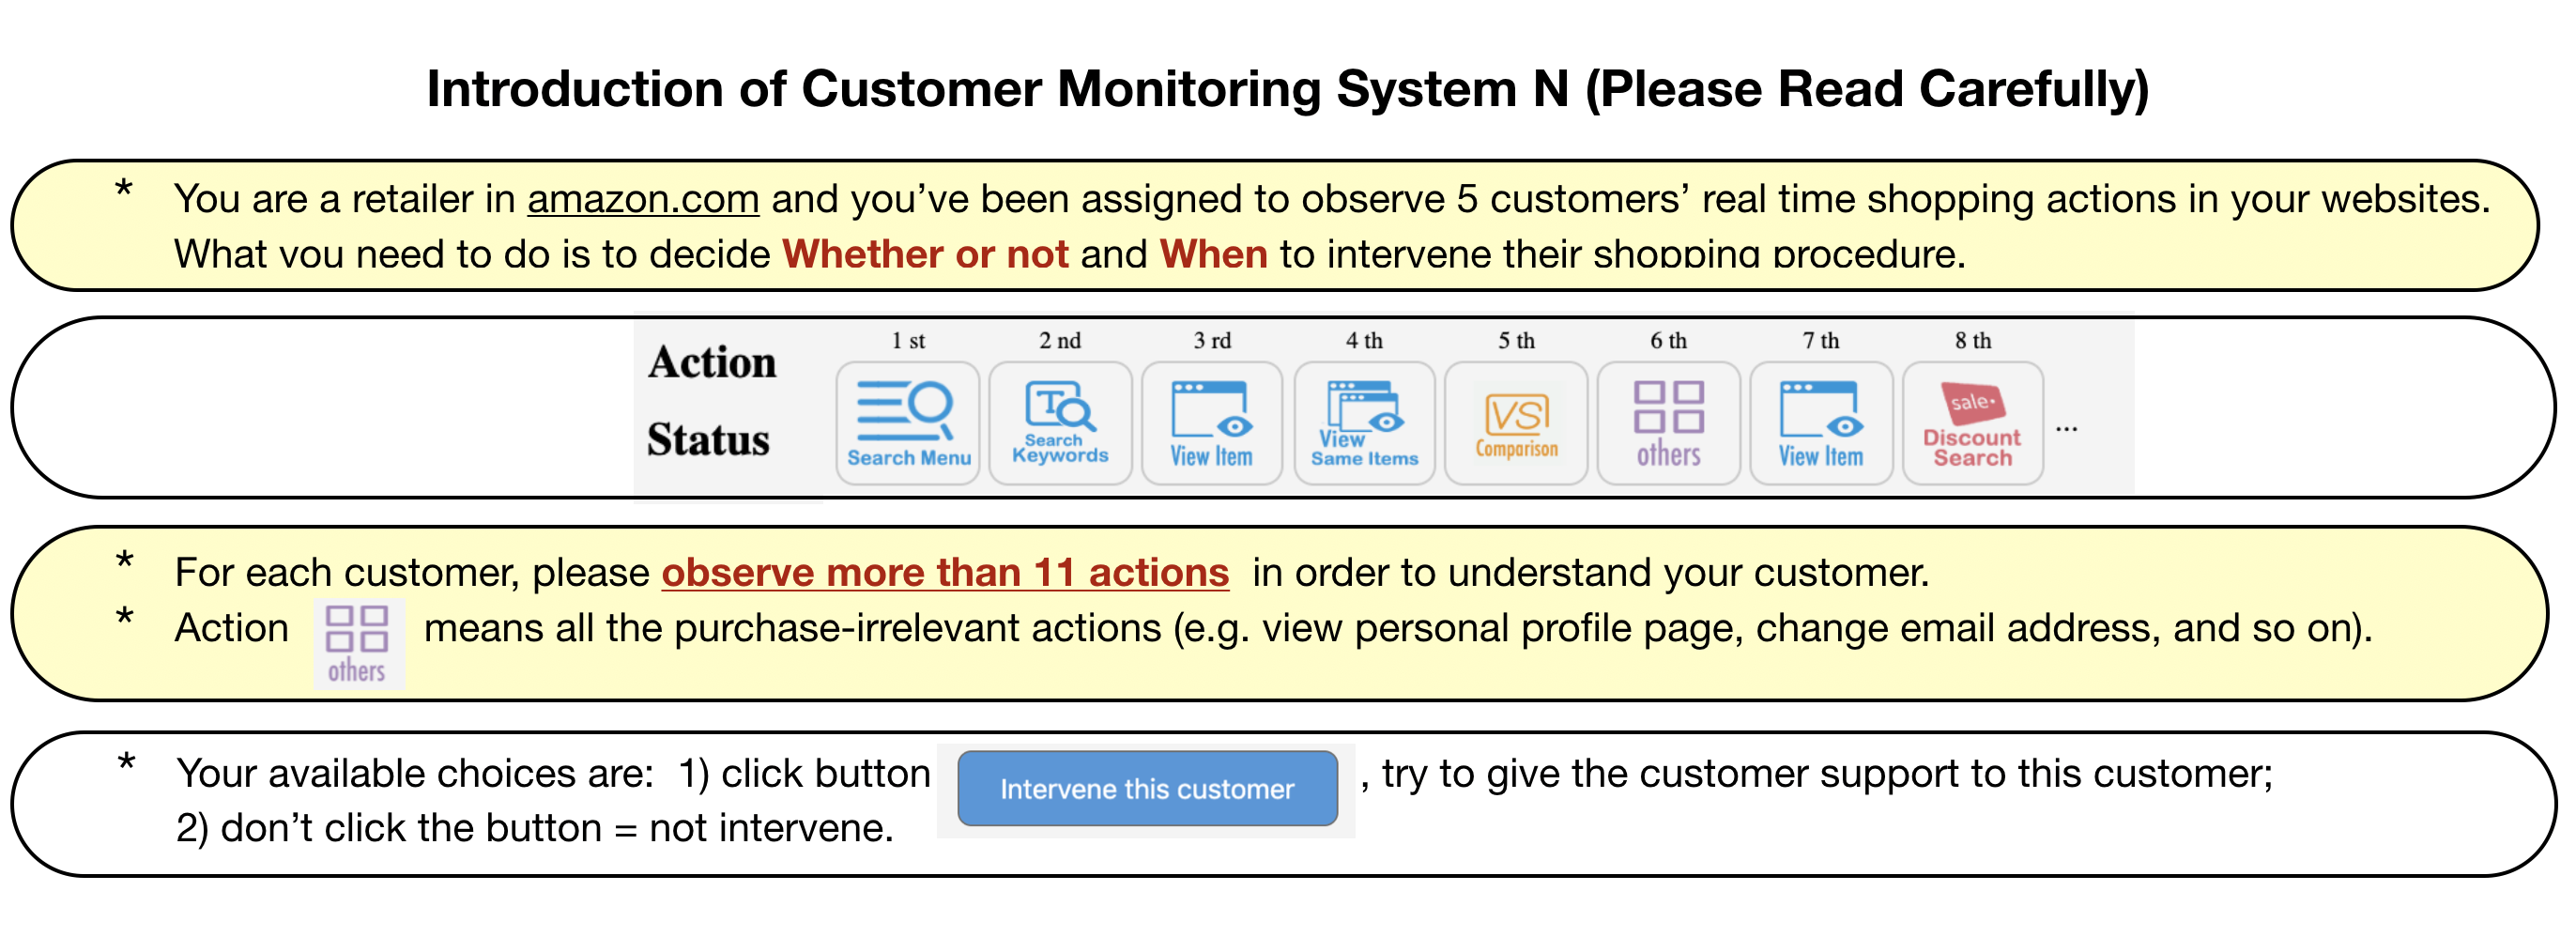 Introduction of Customer Monitoring System N (Please Read Carefully)
* You are a retailer in amazon.com and you’ve been assigned to observe 5 customers’ real time shopping actions in your websites.
What you need to do is to decide Whether or not and When to intervene their shopping procedure.
1 st 2 nd 3 rd 4 th 5 th 6 th 7 th 8 th
Action
Status
Search Menu
Search
Keywords
View Item
View
Same Items
VS
Comparison
others
View Item
sale
Discount
Search
...
* For each customer, please observe more than 11 actions in order to understand your customer.
* Action others means all the purchase-irrelevant actions (e.g. view personal profile page, change email address, and so on).
* Your available choices are: 1) click button Intervene this customer , try to give the customer support to this customer;
2) don’t click the button = not intervene.